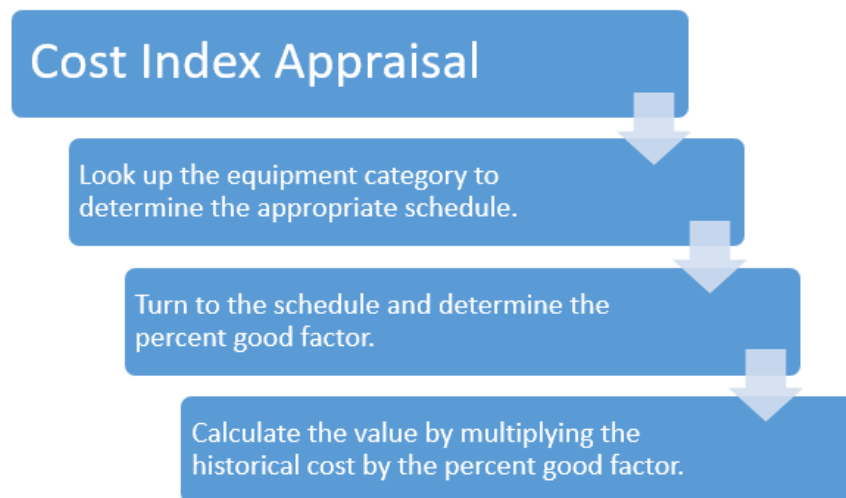 Cost Index Appraisal
Look up the equipment category to
determine the appropriate schedule.
Turn to the schedule and determine the
percent good factor.
Calculate the value by multiplying the
historical cost by the percent good factor.